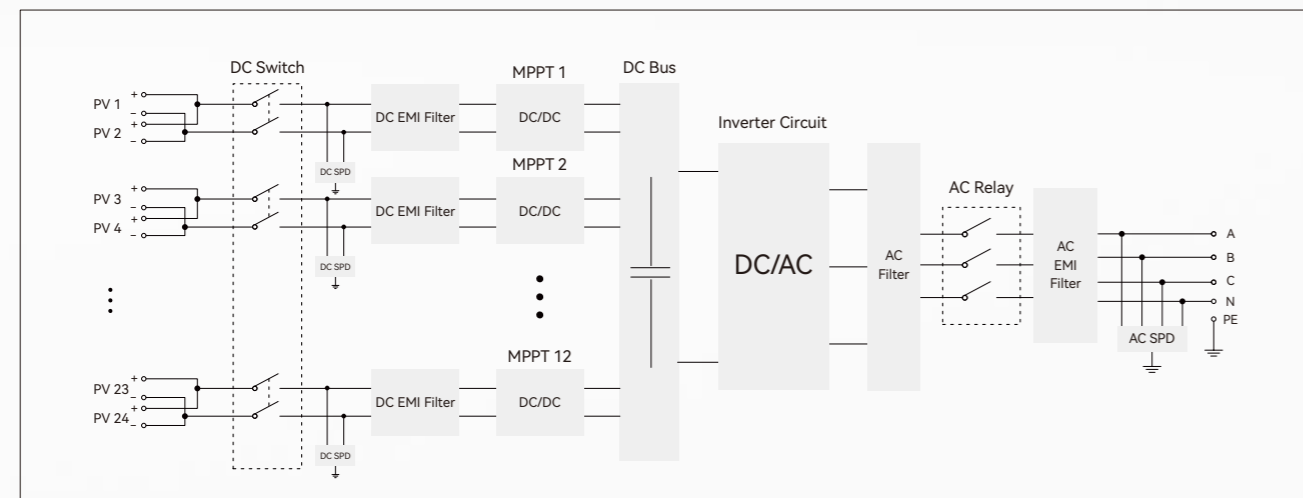 DC Switch
MPPT 1
DC Bus
PV 1
+
−
PV 2
+
−
DC EMI Filter
DC/DC
DC SPD
Inverter Circuit
MPPT 2
PV 3
+
−
PV 4
+
−
DC EMI Filter
DC/DC
DC SPD
DC/AC
AC
Filter
AC Relay
AC
EMI
Filter
A
B
C
N
PE
AC SPD
MPPT 12
PV 23
+
−
PV 24
+
−
DC EMI Filter
DC/DC
DC SPD